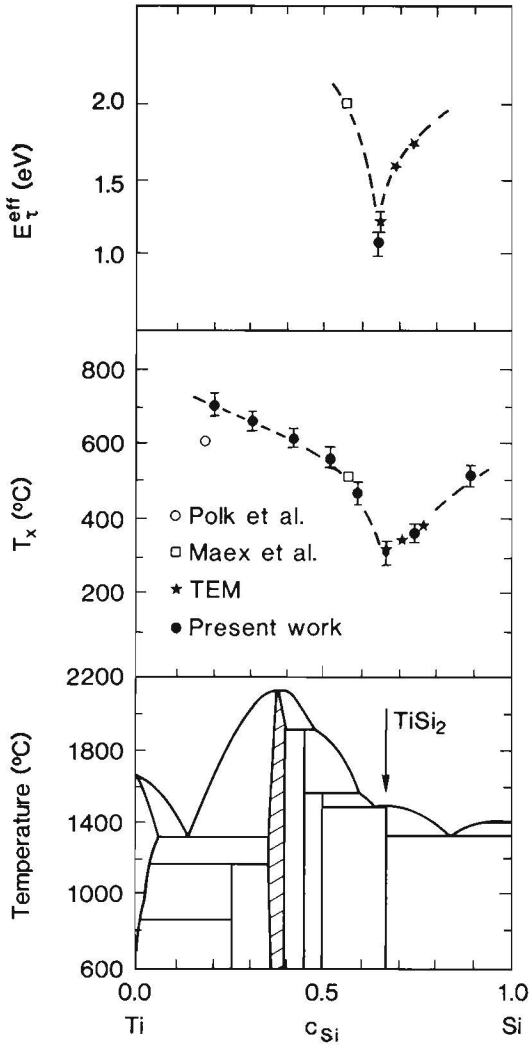 2.0
1.5
1.0
E_τ^eff (eV)
800
600
400
200
T_x (ºC)
○ Polk et al.
□ Maex et al.
★ TEM
● Present work
2200
1800
1400
1000
600
Temperature (ºC)
TiSi₂
0.0
0.5
1.0
Ti
c_Si
Si